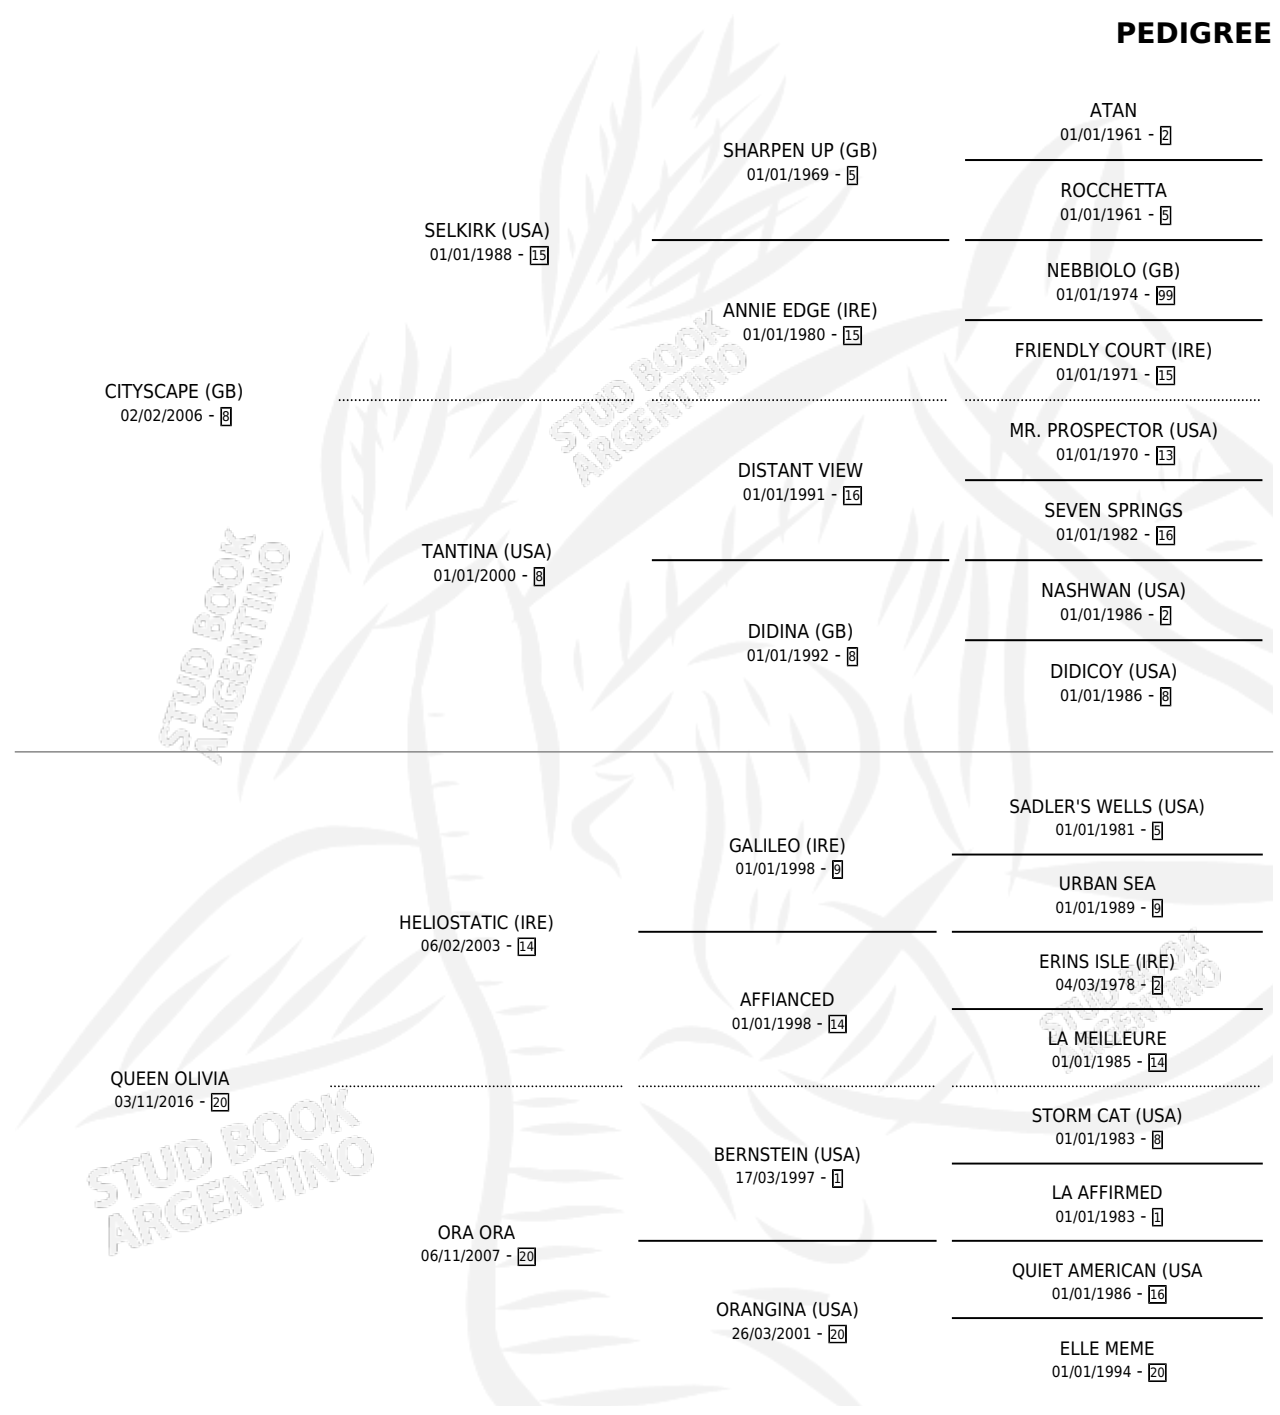 PEDIGREE
ATAN
01/01/1961 - 2
SHARPEN UP (GB)
01/01/1969 - 5
ROCCHETTA
01/01/1961 - 5
SELKIRK (USA)
01/01/1988 - 15
NEBBIOLO (GB)
01/01/1974 - 99
ANNIE EDGE (IRE)
01/01/1980 - 15
FRIENDLY COURT (IRE)
01/01/1971 - 15
CITYSCAPE (GB)
02/02/2006 - 8
MR. PROSPECTOR (USA)
01/01/1970 - 13
DISTANT VIEW
01/01/1991 - 16
SEVEN SPRINGS
01/01/1982 - 16
TANTINA (USA)
01/01/2000 - 8
NASHWAN (USA)
01/01/1986 - 2
DIDINA (GB)
01/01/1992 - 8
DIDICOY (USA)
01/01/1986 - 8
SADLER'S WELLS (USA)
01/01/1981 - 5
GALILEO (IRE)
01/01/1998 - 9
URBAN SEA
01/01/1989 - 9
HELIOSTATIC (IRE)
06/02/2003 - 14
ERINS ISLE (IRE)
04/03/1978 - 2
AFFIANCED
01/01/1998 - 14
LA MEILLEURE
01/01/1985 - 14
QUEEN OLIVIA
03/11/2016 - 20
STORM CAT (USA)
01/01/1983 - 8
BERNSTEIN (USA)
17/03/1997 - 1
LA AFFIRMED
01/01/1983 - 1
ORA ORA
06/11/2007 - 20
QUIET AMERICAN (USA
01/01/1986 - 16
ORANGINA (USA)
26/03/2001 - 20
ELLE MEME
01/01/1994 - 20
STUD BOOK
ARGENTINO
STUD BOOK
ARGENTINO
STUD BOOK
ARGENTINO
STUD BOOK
ARGENTINO